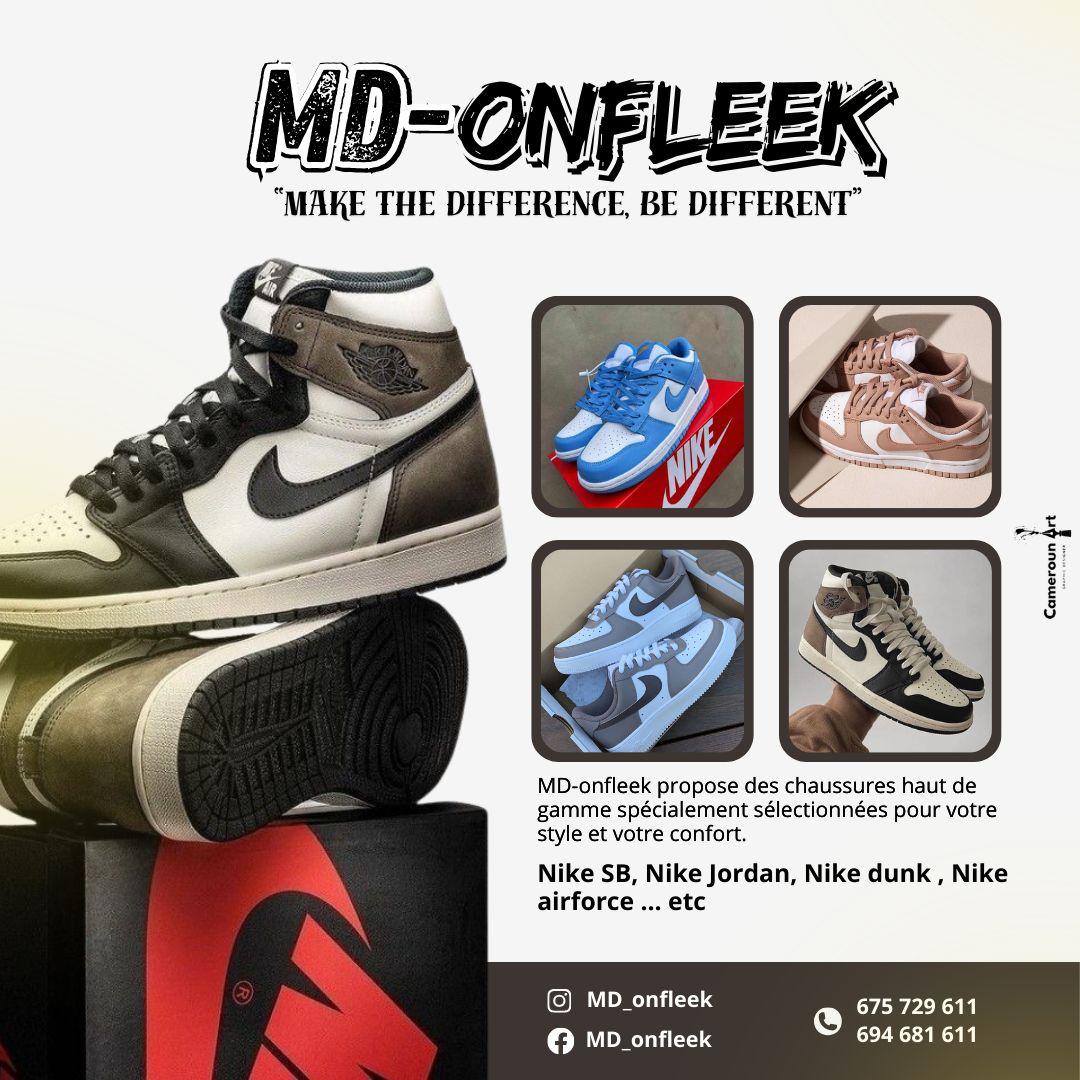 MD-ONFLEEK
“MAKE THE DIFFERENCE, BE DIFFERENT”
AIR
NIKE
Cameroun Art
GRAPHIC DESIGNER
MD-onfleek propose des chaussures haut de
gamme spécialement sélectionnées pour votre
style et votre confort.
Nike SB, Nike Jordan, Nike dunk , Nike
airforce ... etc
®
MD_onfleek
MD_onfleek
675 729 611
694 681 611